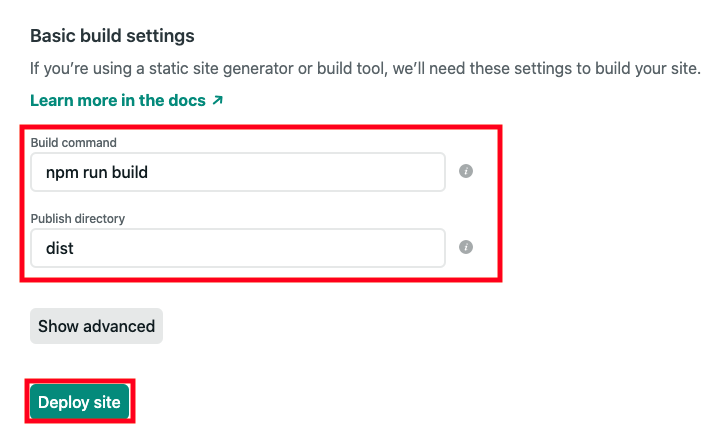 Basic build settings
If you’re using a static site generator or build tool, we’ll need these settings to build your site.
Learn more in the docs ↗
Build command
npm run build
Publish directory
dist
Show advanced
Deploy site